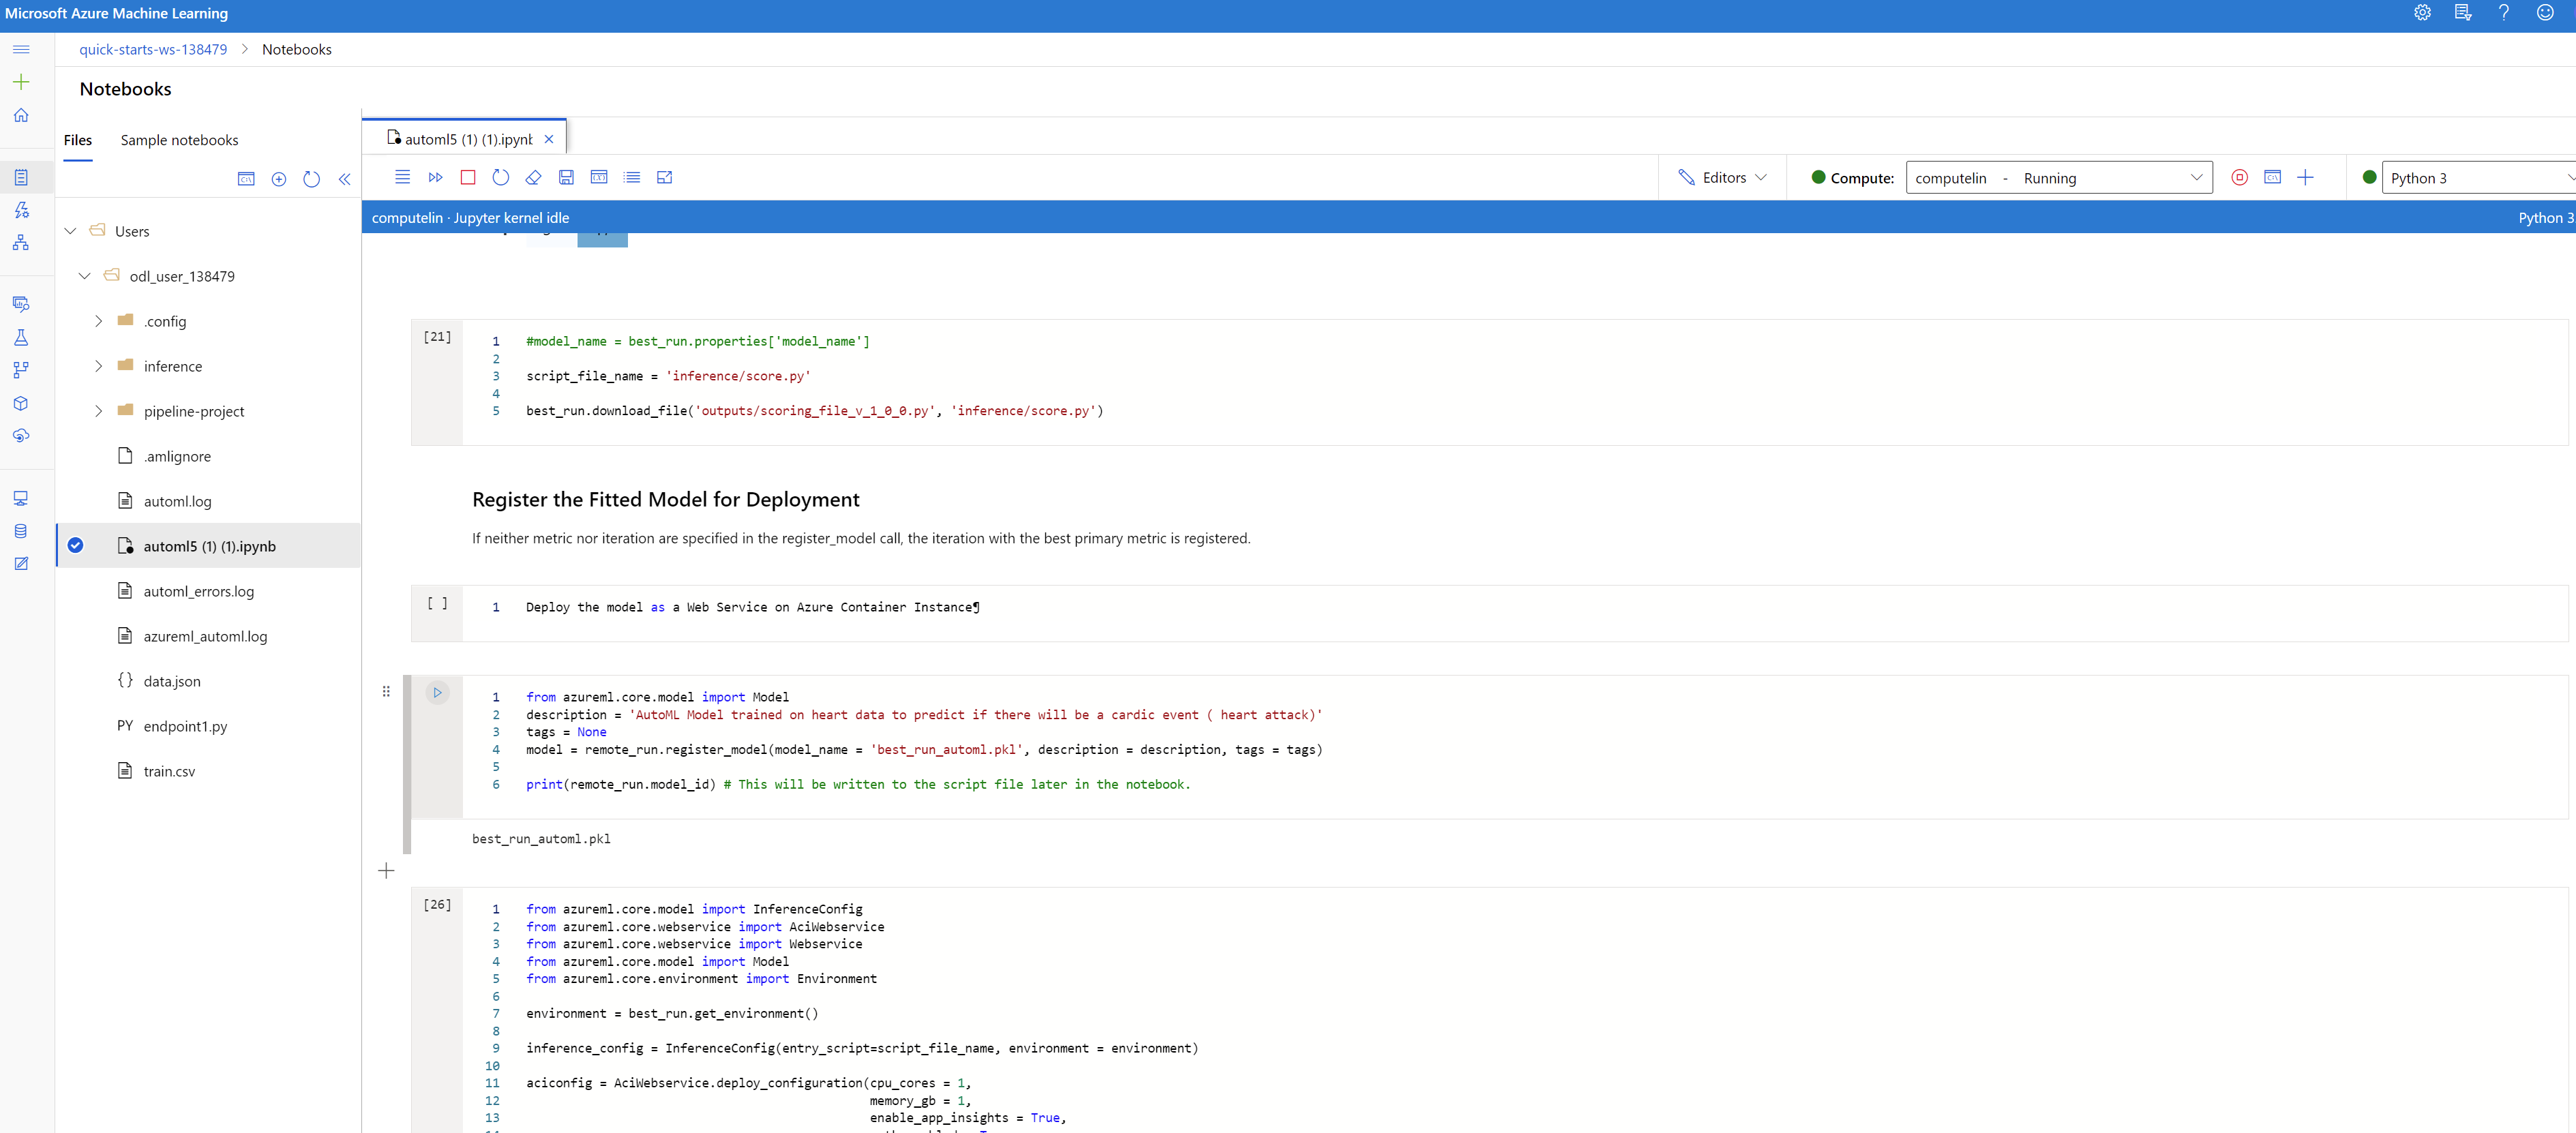 Microsoft Azure Machine Learning
quick-starts-ws-138479 > Notebooks
Notebooks
Files Sample notebooks
automl5 (1) (1).ipynb
Editors
Compute: computelin - Running
Python 3
computelin · Jupyter kernel idle
Python 3
Users
odl_user_138479
.config
inference
pipeline-project
.amlignore
automl.log
automl5 (1) (1).ipynb
automl_errors.log
azureml_automl.log
{} data.json
PY endpoint1.py
train.csv
[21]
1 #model_name = best_run.properties['model_name']
2
3 script_file_name = 'inference/score.py'
4
5 best_run.download_file('outputs/scoring_file_v_1_0_0.py', 'inference/score.py')
Register the Fitted Model for Deployment
If neither metric nor iteration are specified in the register_model call, the iteration with the best primary metric is registered.
[ ]
1 Deploy the model as a Web Service on Azure Container Instance¶
1 from azureml.core.model import Model
2 description = 'AutoML Model trained on heart data to predict if there will be a cardic event ( heart attack)'
3 tags = None
4 model = remote_run.register_model(model_name = 'best_run_automl.pkl', description = description, tags = tags)
5
6 print(remote_run.model_id) # This will be written to the script file later in the notebook.
best_run_automl.pkl
[26]
1 from azureml.core.model import InferenceConfig
2 from azureml.core.webservice import AciWebservice
3 from azureml.core.webservice import Webservice
4 from azureml.core.model import Model
5 from azureml.core.environment import Environment
6
7 environment = best_run.get_environment()
8
9 inference_config = InferenceConfig(entry_script=script_file_name, environment = environment)
10
11 aciconfig = AciWebservice.deploy_configuration(cpu_cores = 1,
12 memory_gb = 1,
13 enable_app_insights = True,